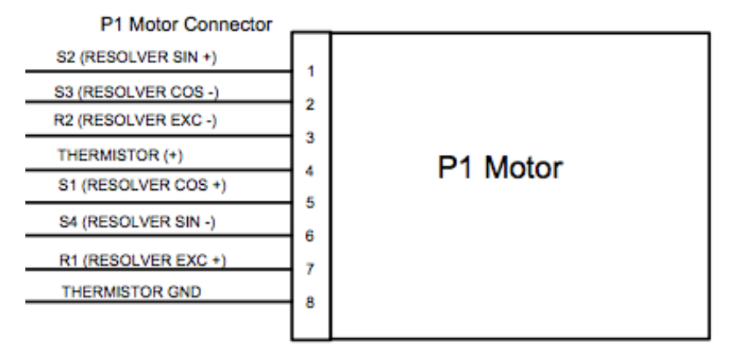 P1 Motor Connector
S2 (RESOLVER SIN +)
1
S3 (RESOLVER COS -)
2
R2 (RESOLVER EXC -)
3
THERMISTOR (+)
4
P1 Motor
S1 (RESOLVER COS +)
5
S4 (RESOLVER SIN -)
6
R1 (RESOLVER EXC +)
7
THERMISTOR GND
8